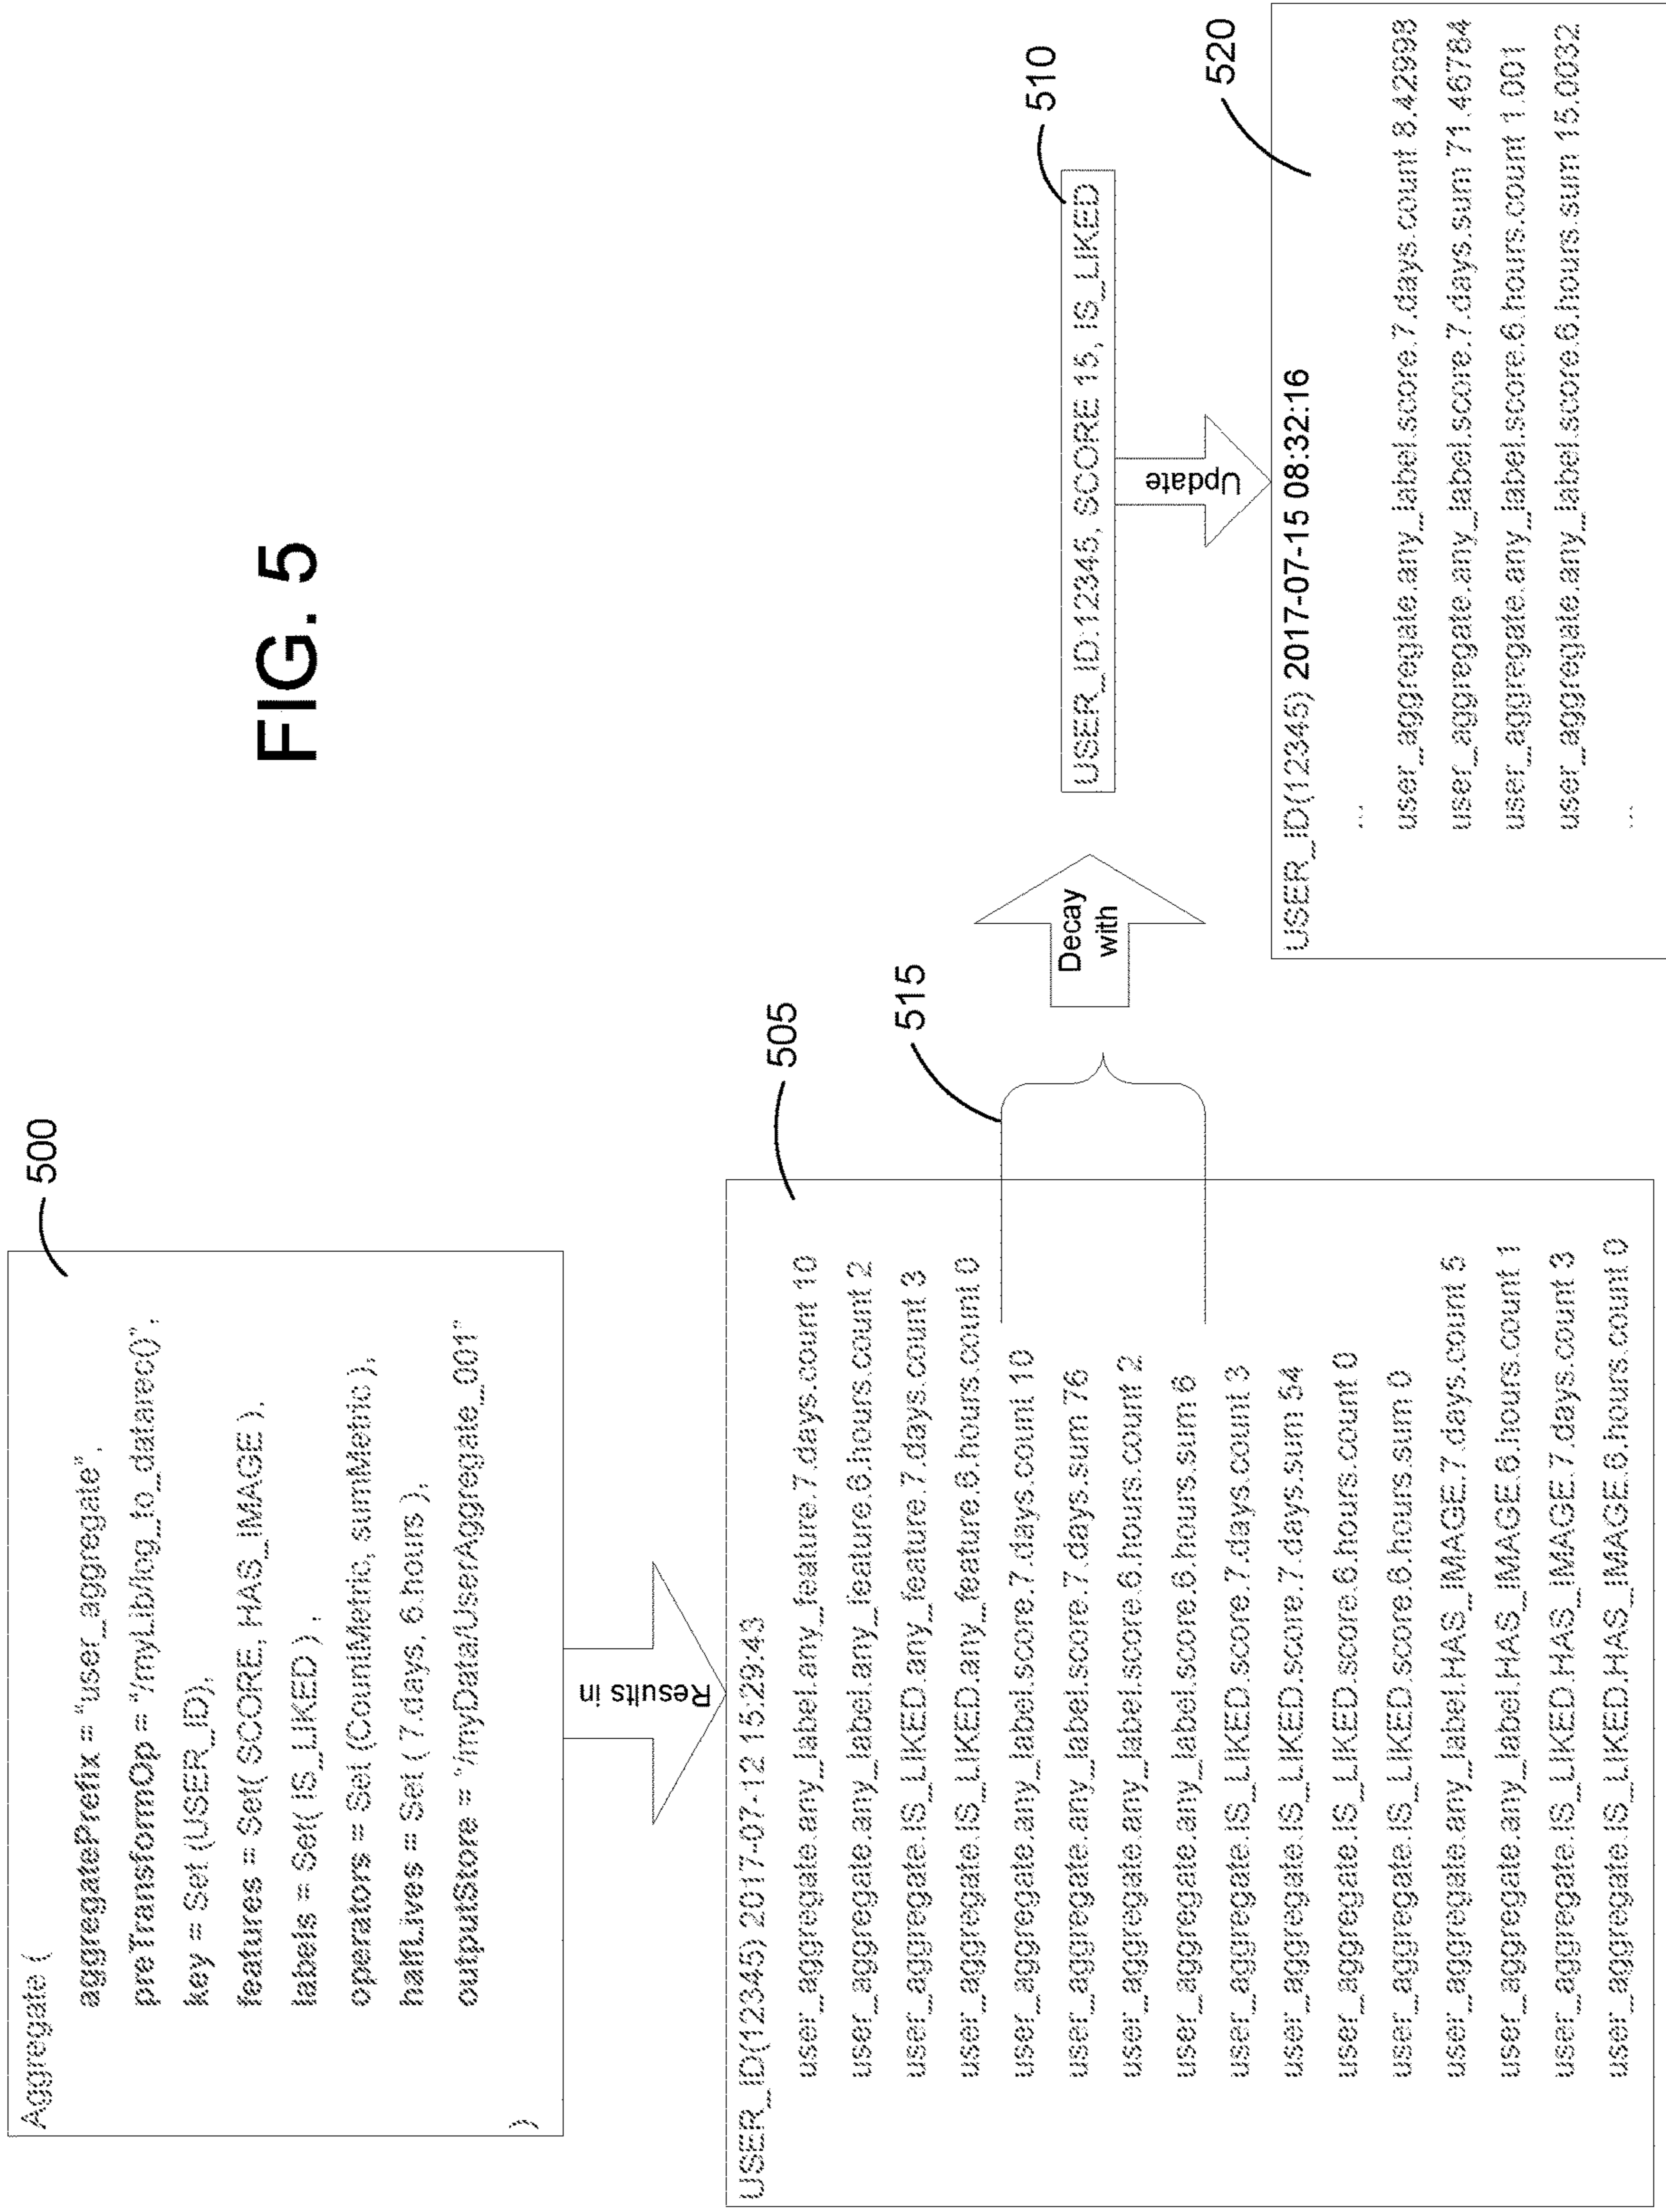 FIG. 5
500
Aggregate (
aggregatePrefix = "user_aggregate",
preTransformOp = "/myLib/log_to_datarec()",
key = Set (USER_ID),
features = Set( SCORE, HAS_IMAGE ),
labels = Set( IS_LIKED ),
operators = Set (CountMetric, sumMetric ),
halfLives = Set ( 7.days, 6.hours ),
outputStore = "/myData/UserAggregate_001"
)
Results in
505
USER_ID(12345) 2017-07-12 15:29:43
user_aggregate.any_label.any_feature.7.days.count 10
user_aggregate.any_label.any_feature.6.hours.count 2
user_aggregate.IS_LIKED.any_feature.7.days.count 3
user_aggregate.IS_LIKED.any_feature.6.hours.count 0
user_aggregate.any_label.score.7.days.count 10
user_aggregate.any_label.score.7.days.sum 76
user_aggregate.any_label.score.6.hours.count 2
user_aggregate.any_label.score.6.hours.sum 6
user_aggregate.IS_LIKED.score.7.days.count 3
user_aggregate.IS_LIKED.score.7.days.sum 54
user_aggregate.IS_LIKED.score.6.hours.count 0
user_aggregate.IS_LIKED.score.6.hours.sum 0
user_aggregate.any_label.HAS_IMAGE.7.days.count 5
user_aggregate.any_label.HAS_IMAGE.6.hours.count 1
user_aggregate.IS_LIKED.HAS_IMAGE.7.days.count 3
user_aggregate.IS_LIKED.HAS_IMAGE.6.hours.count 0
515
Decay
with
510
USER_ID:12345, SCORE 15, IS_LIKED
Update
520
USER_ID(12345) 2017-07-15 08:32:16
...
user_aggregate.any_label.score.7.days.count 8.42998
user_aggregate.any_label.score.7.days.sum 71.46784
user_aggregate.any_label.score.6.hours.count 1.001
user_aggregate.any_label.score.6.hours.sum 15.0032
...